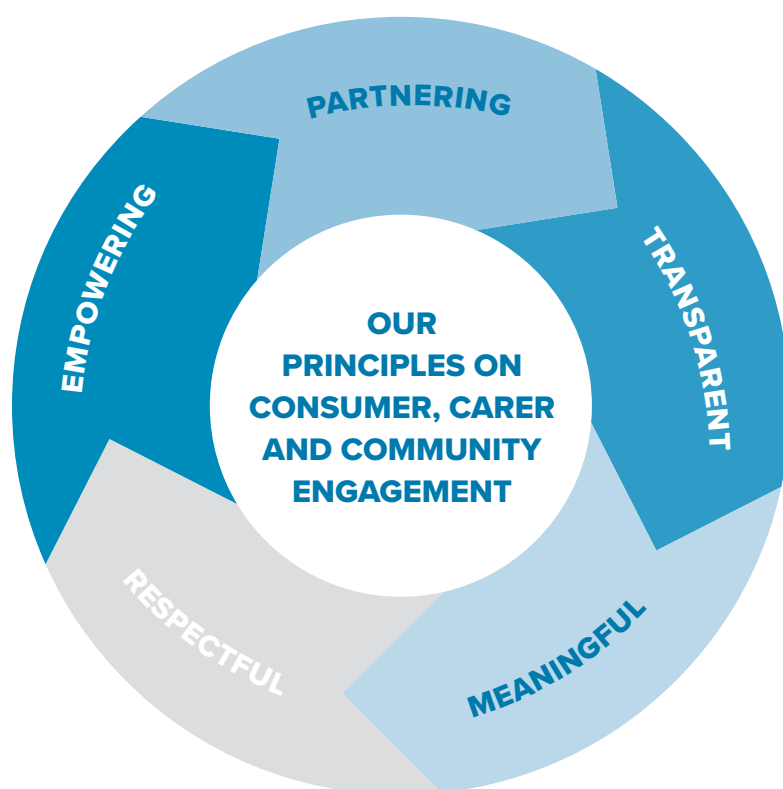 PARTNERING
TRANSPARENT
MEANINGFUL
RESPECTFUL
EMPOWERING
OUR
PRINCIPLES ON
CONSUMER, CARER
AND COMMUNITY
ENGAGEMENT